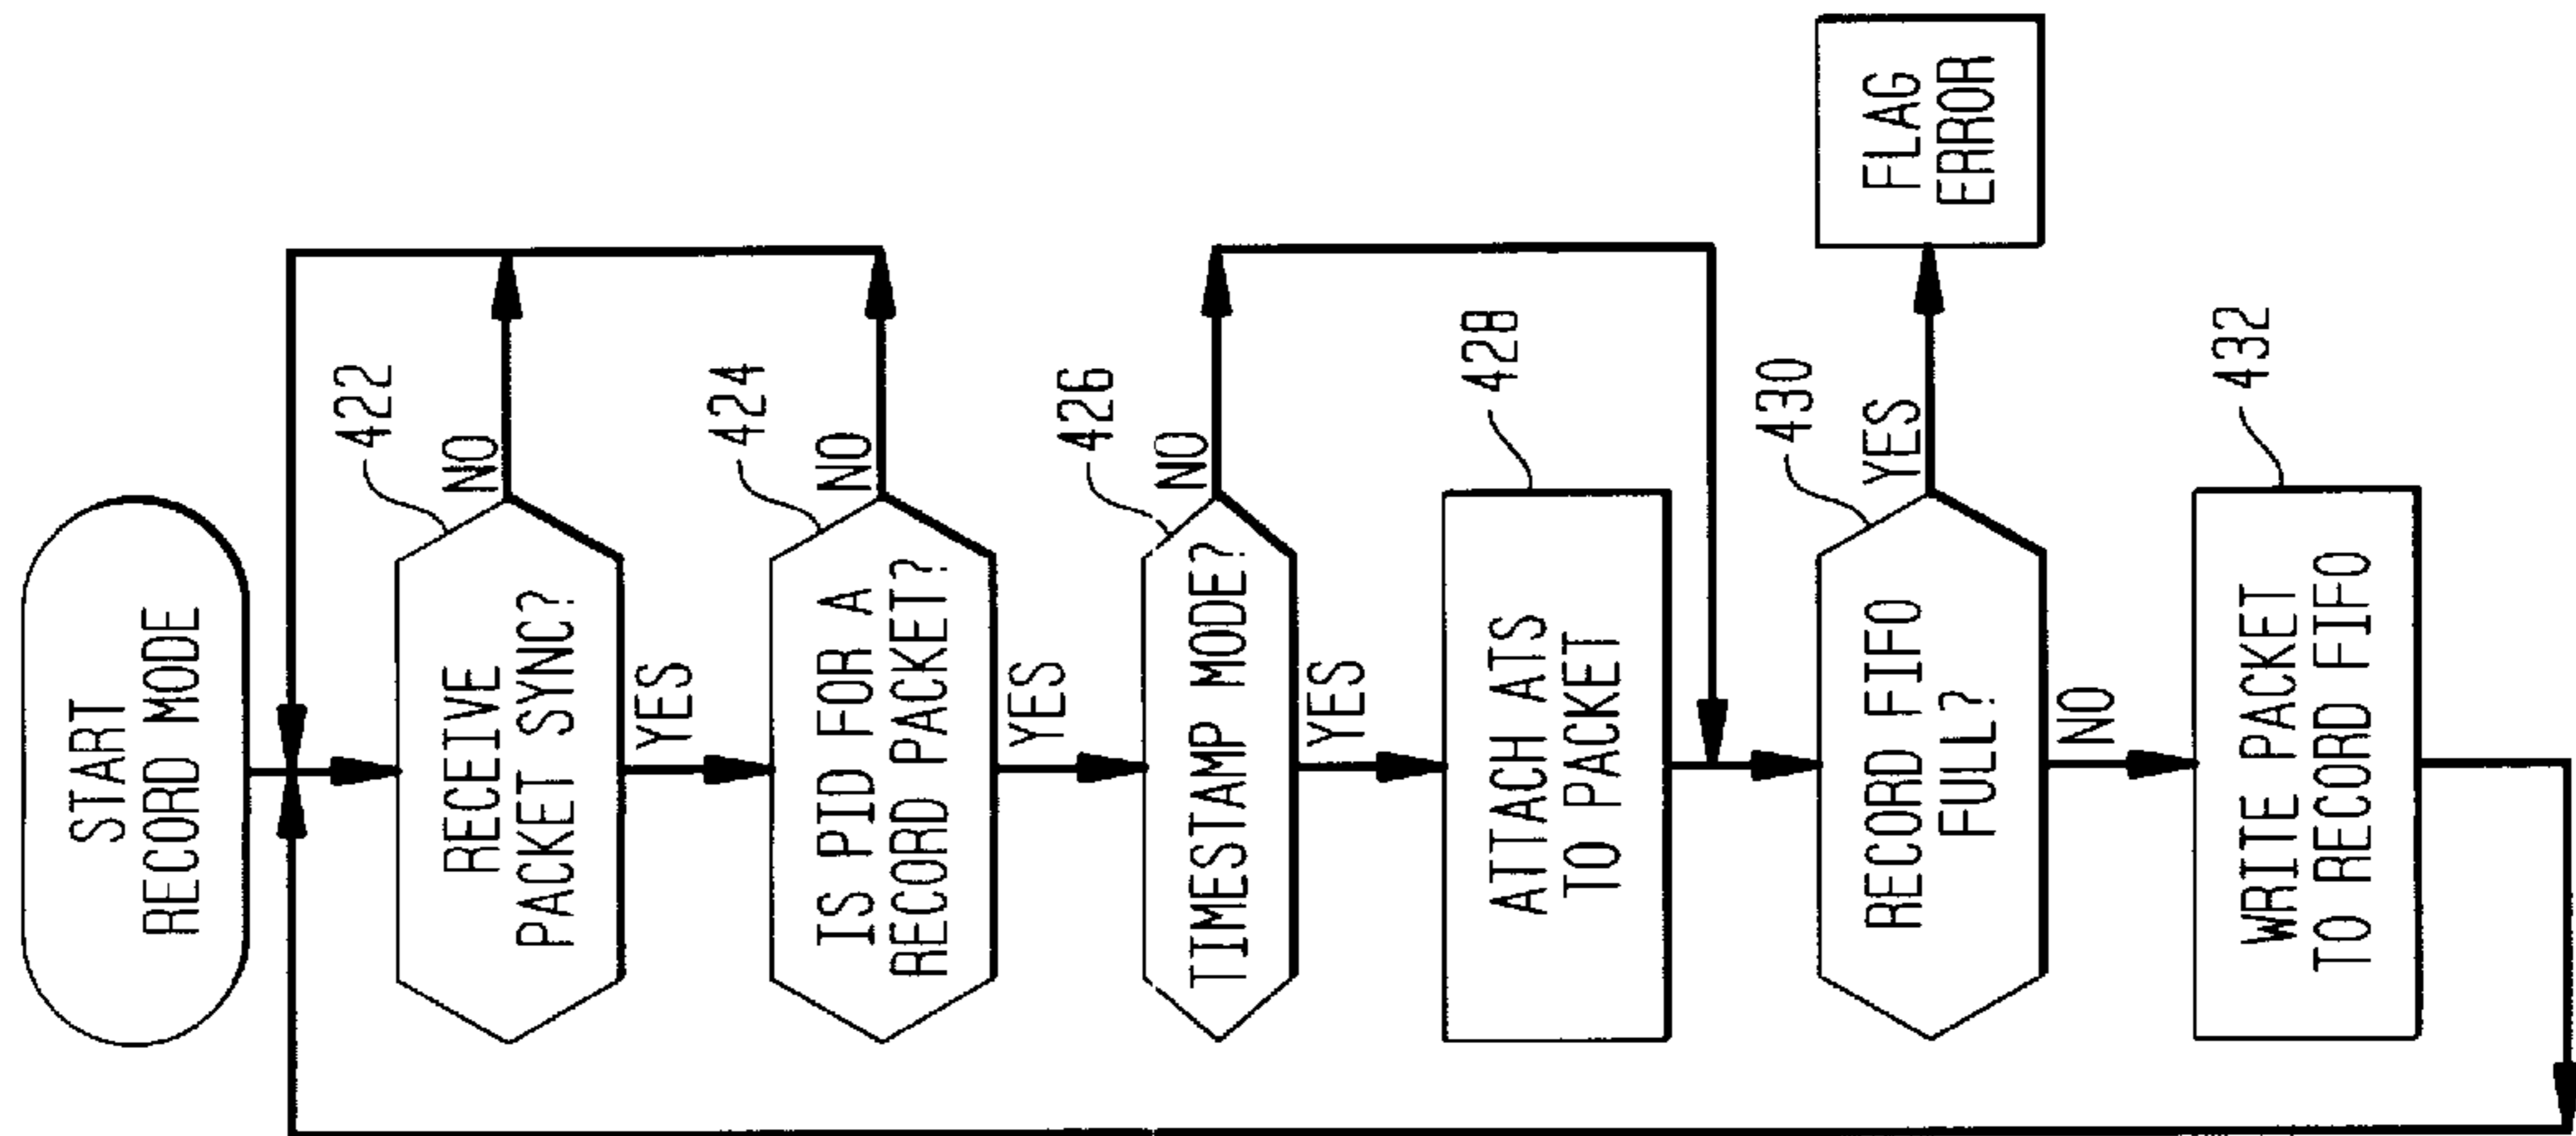 START
RECORD MODE
422
RECEIVE
PACKET SYNC?
NO
YES
424
IS PID FOR A
RECORD PACKET?
NO
YES
426
TIMESTAMP MODE?
NO
YES
428
ATTACH ATS
TO PACKET
430
RECORD FIFO
FULL?
YES
FLAG
ERROR
NO
432
WRITE PACKET
TO RECORD FIFO